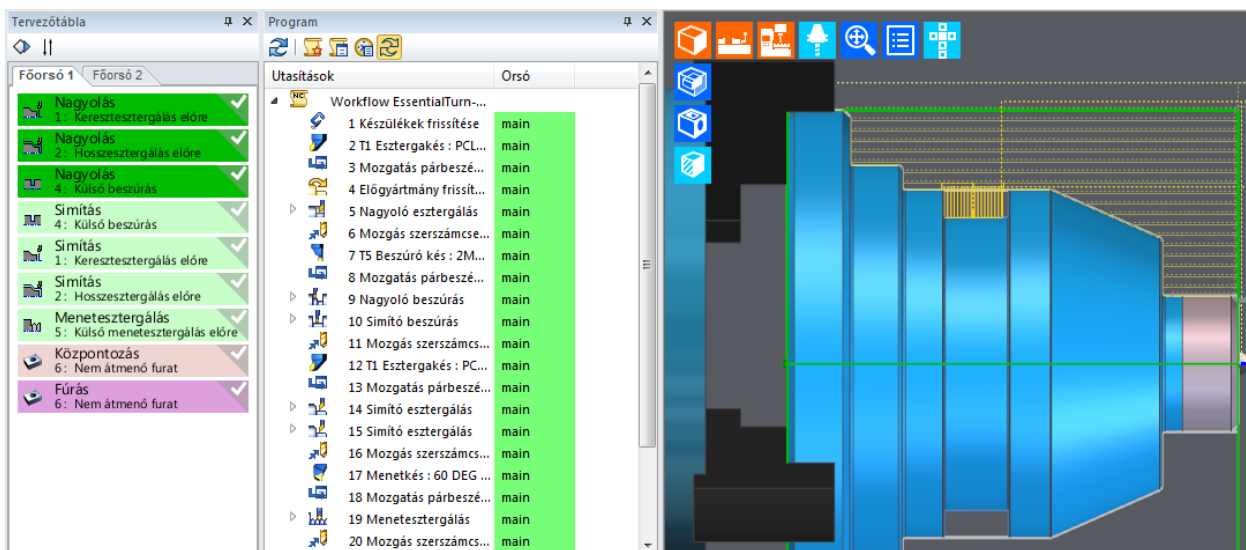 Tervezőtábla
Főorsó 1
Főorsó 2
Nagyolás
1: Keresztesztergálás előre
Nagyolás
2: Hosszesztergálás előre
Nagyolás
4: Külső beszúrás
Simítás
4: Külső beszúrás
Simítás
1: Keresztesztergálás előre
Simítás
2: Hosszesztergálás előre
Menetesztergálás
5: Külső menetesztergálás előre
Központozás
6: Nem átmenő furat
Fúrás
6: Nem átmenő furat
Program
Utasítások Orsó
NC Workflow EssentialTurn-...
1 Készülékek frissítése main
2 T1 Esztergakés : PCL... main
3 Mozgatás párbeszé... main
4 Előgyártmány frissít... main
5 Nagyoló esztergálás main
6 Mozgás szerszámcse... main
7 T5 Beszúró kés : 2M... main
8 Mozgatás párbeszé... main
9 Nagyoló beszúrás main
10 Simító beszúrás main
11 Mozgás szerszámcs... main
12 T1 Esztergakés : PC... main
13 Mozgatás párbeszé... main
14 Simító esztergálás main
15 Simító esztergálás main
16 Mozgás szerszámcs... main
17 Menetkés : 60 DEG ... main
18 Mozgatás párbeszé... main
19 Menetesztergálás main
20 Mozgás szerszámcs... main